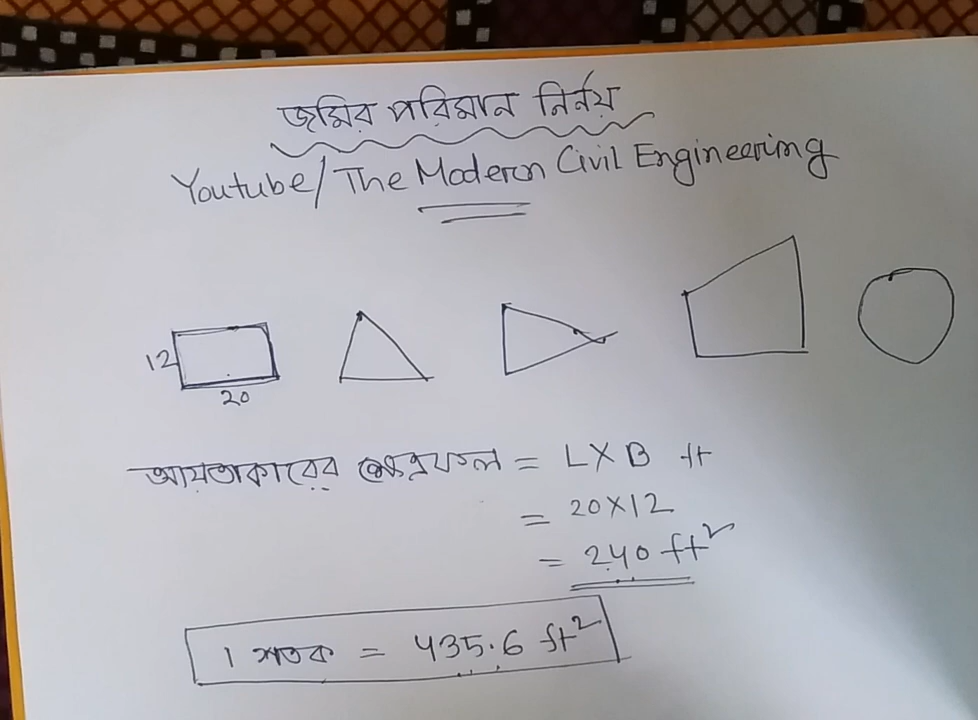 জমির পরিমান নির্নয়
Youtube/The Modern Civil Engineering
12
20
আয়তাকারের ক্ষেত্রফল = L X B ft
= 20 X 12
= 240 ft²
1 শতক = 435.6 ft²